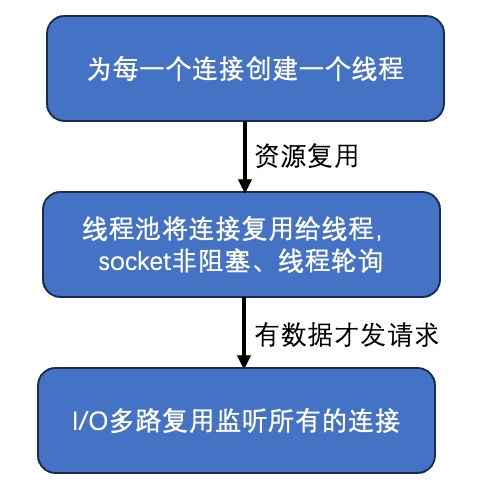 为每一个连接创建一个线程
资源复用
线程池将连接复用给线程,
socket非阻塞、线程轮询
有数据才发请求
I/O多路复用监听所有的连接